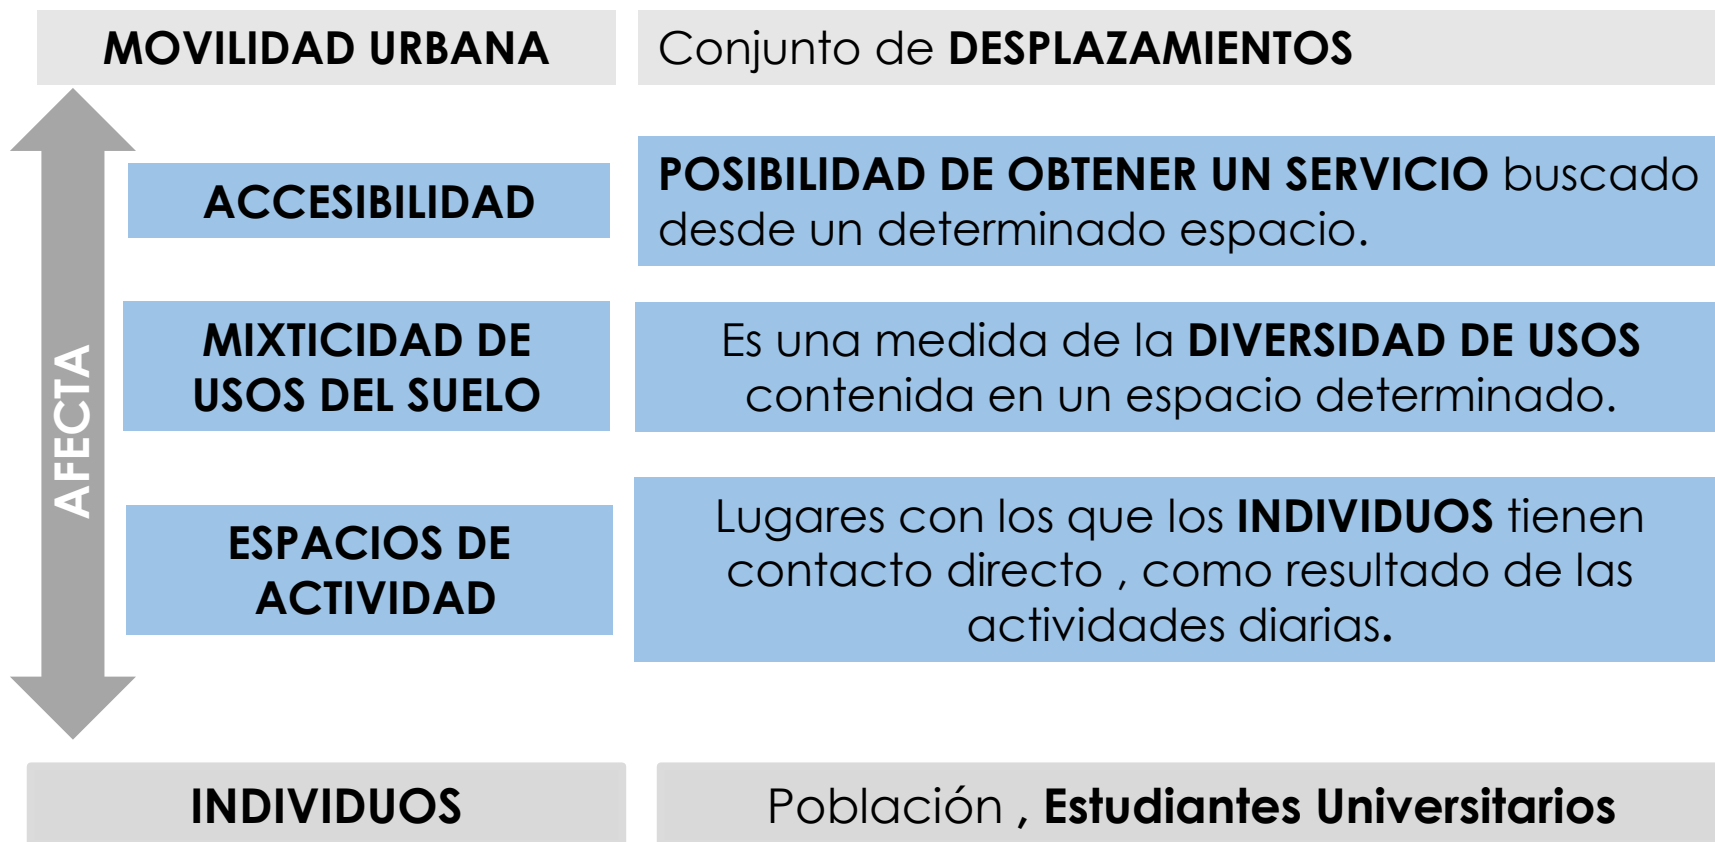 MOVILIDAD URBANA
Conjunto de DESPLAZAMIENTOS
AFECTA
ACCESIBILIDAD
POSIBILIDAD DE OBTENER UN SERVICIO buscado
desde un determinado espacio.
MIXTICIDAD DE
USOS DEL SUELO
Es una medida de la DIVERSIDAD DE USOS
contenida en un espacio determinado.
ESPACIOS DE
ACTIVIDAD
Lugares con los que los INDIVIDUOS tienen
contacto directo , como resultado de las
actividades diarias.
INDIVIDUOS
Población , Estudiantes Universitarios